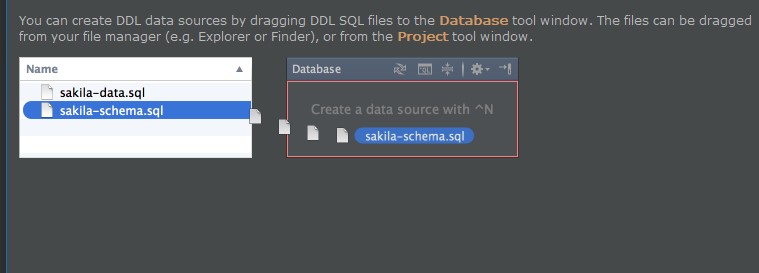 You can create DDL data sources by dragging DDL SQL files to the Database tool window. The files can be dragged
from your file manager (e.g. Explorer or Finder), or from the Project tool window.
Name
sakila-data.sql
sakila-schema.sql
Database
Create a data source with ^N
sakila-schema.sql